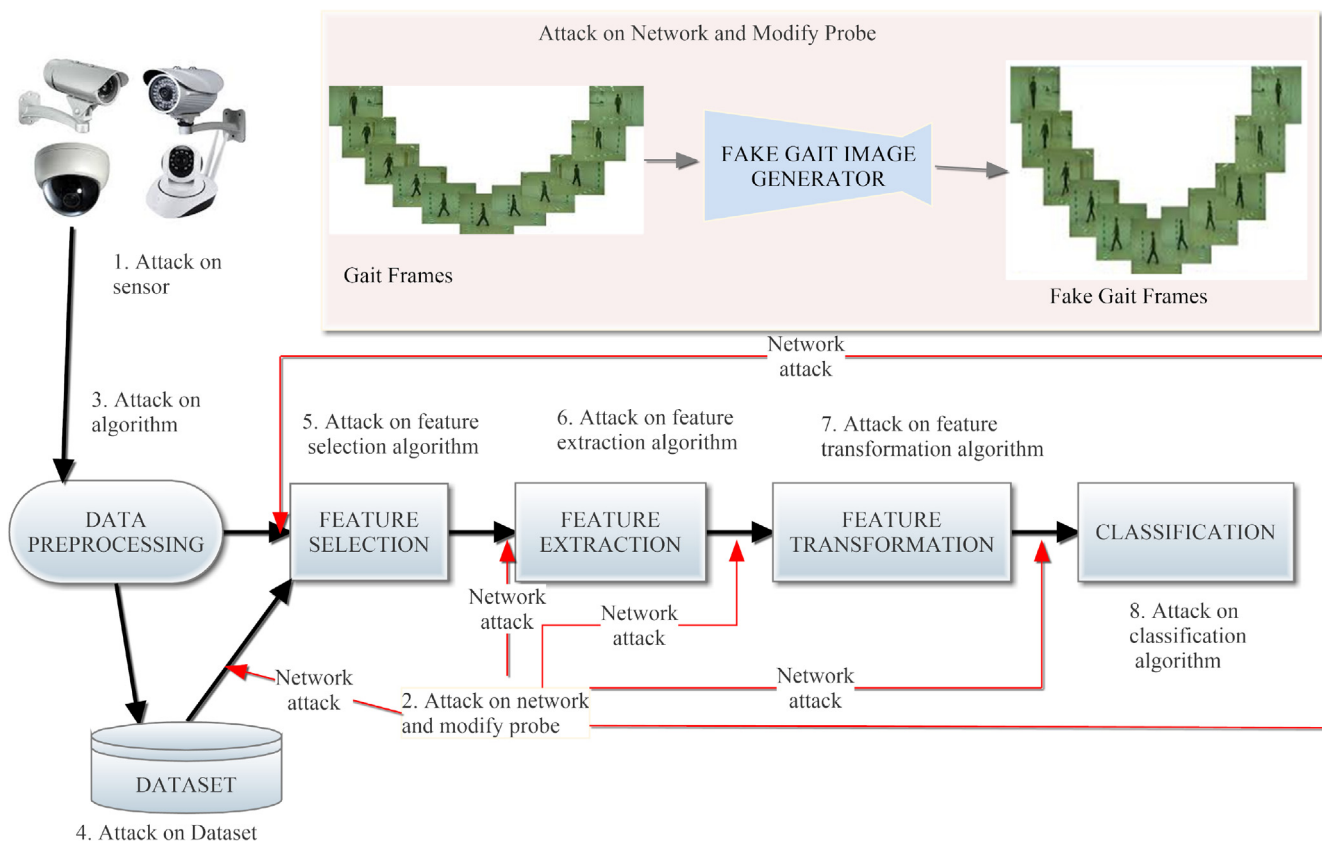 Attack on Network and Modify Probe
FAKE GAIT IMAGE
GENERATOR
Gait Frames
Fake Gait Frames
1. Attack on
sensor
Network
attack
3. Attack on
algorithm
5. Attack on feature
selection algorithm
6. Attack on feature
extraction algorithm
7. Attack on feature
transformation algorithm
DATA
PREPROCESSING
FEATURE
SELECTION
FEATURE
EXTRACTION
FEATURE
TRANSFORMATION
CLASSIFICATION
Network
attack
Network
attack
8. Attack on
classification
algorithm
Network
attack
Network
attack
2. Attack on network
and modify probe
DATASET
4. Attack on Dataset